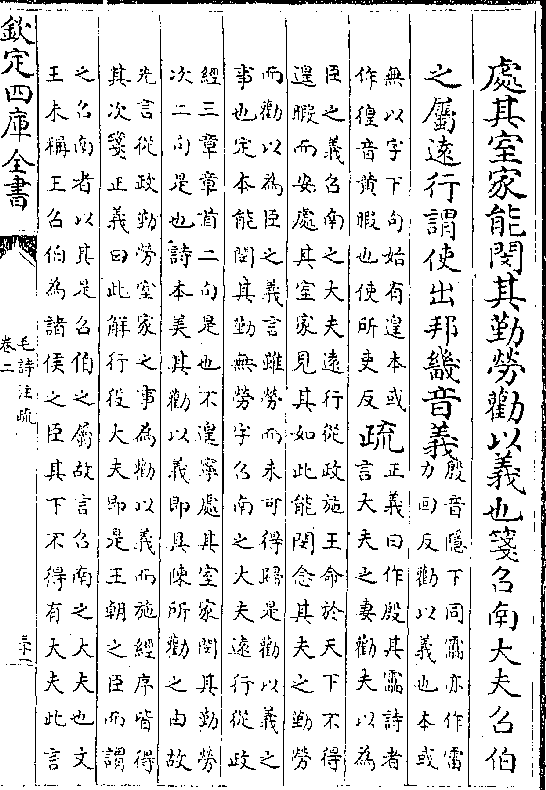 處其室家能閔其勤勞勸以義也箋召南大夫召伯
之屬遠行謂使出邦畿音義
殷音隱下同靁亦作雷
力回反勸以義也本或
無以字下句始有遑本或
作徨音黄暇也使所吏反
疏
正義曰作殷其靁詩者
言大夫之妻勸夫以為
臣之義召南之大夫遠行從政施王命於天下不得
遑暇而安處其室家見其如此能閔念其夫之勤勞
而勸以為臣之義言雖勞而未可得歸是勸以義之
事也定本能閔其勤無勞字召南之大夫遠行從政
經三章章首二句是也不遑寧處其室家閔其勤勞
次二句是也詩本美其勸以義即具陳所勸之由故
先言從政勤勞室家之事為勸以義而施經序皆得
其次箋正義曰此解行役大夫即是王朝之臣而謂
之召南者以其是召伯之屬故言召南之大夫也文
王未稱王召伯為諸侯之臣其下不得有大夫此言
欽定四庫全書
毛詩注疏
卷二